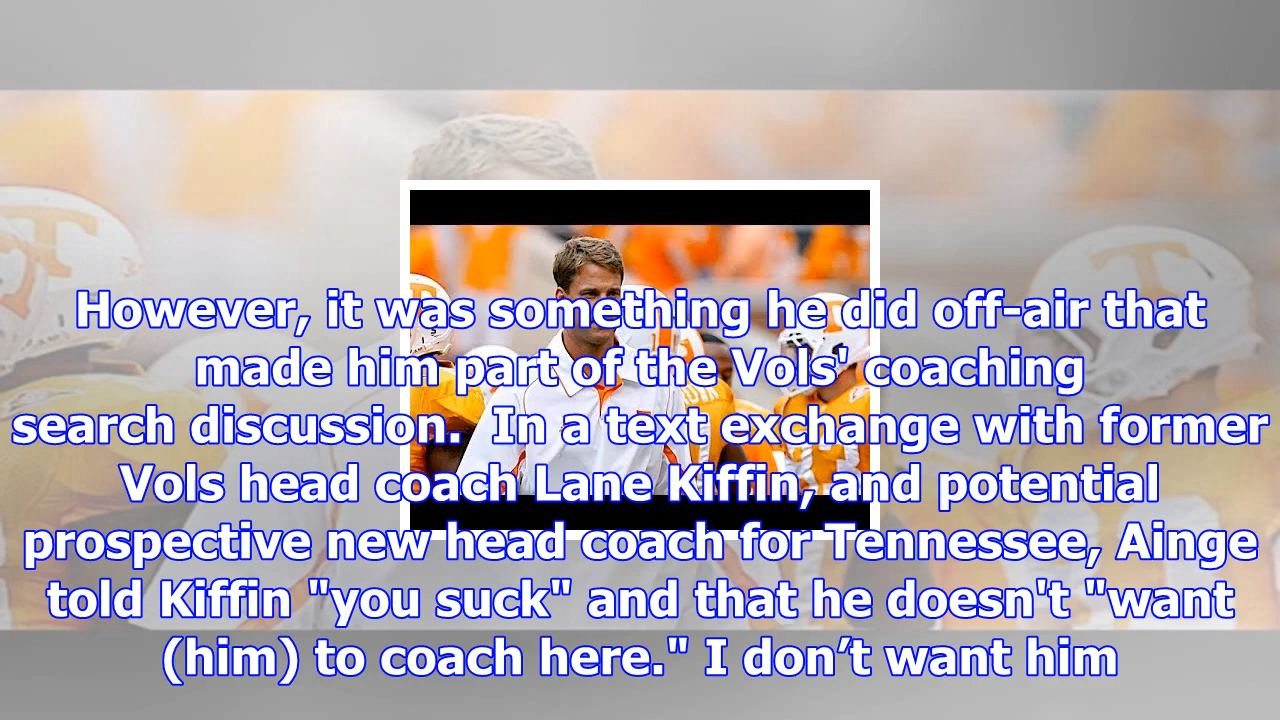 However, it was something he did off-air that
made him part of the Vols' coaching
search discussion.  In a text exchange with former
Vols head coach Lane Kiffin, and potential
prospective new head coach for Tennessee, Ainge
told Kiffin "you suck" and that he doesn't "want
(him) to coach here." I don’t want him